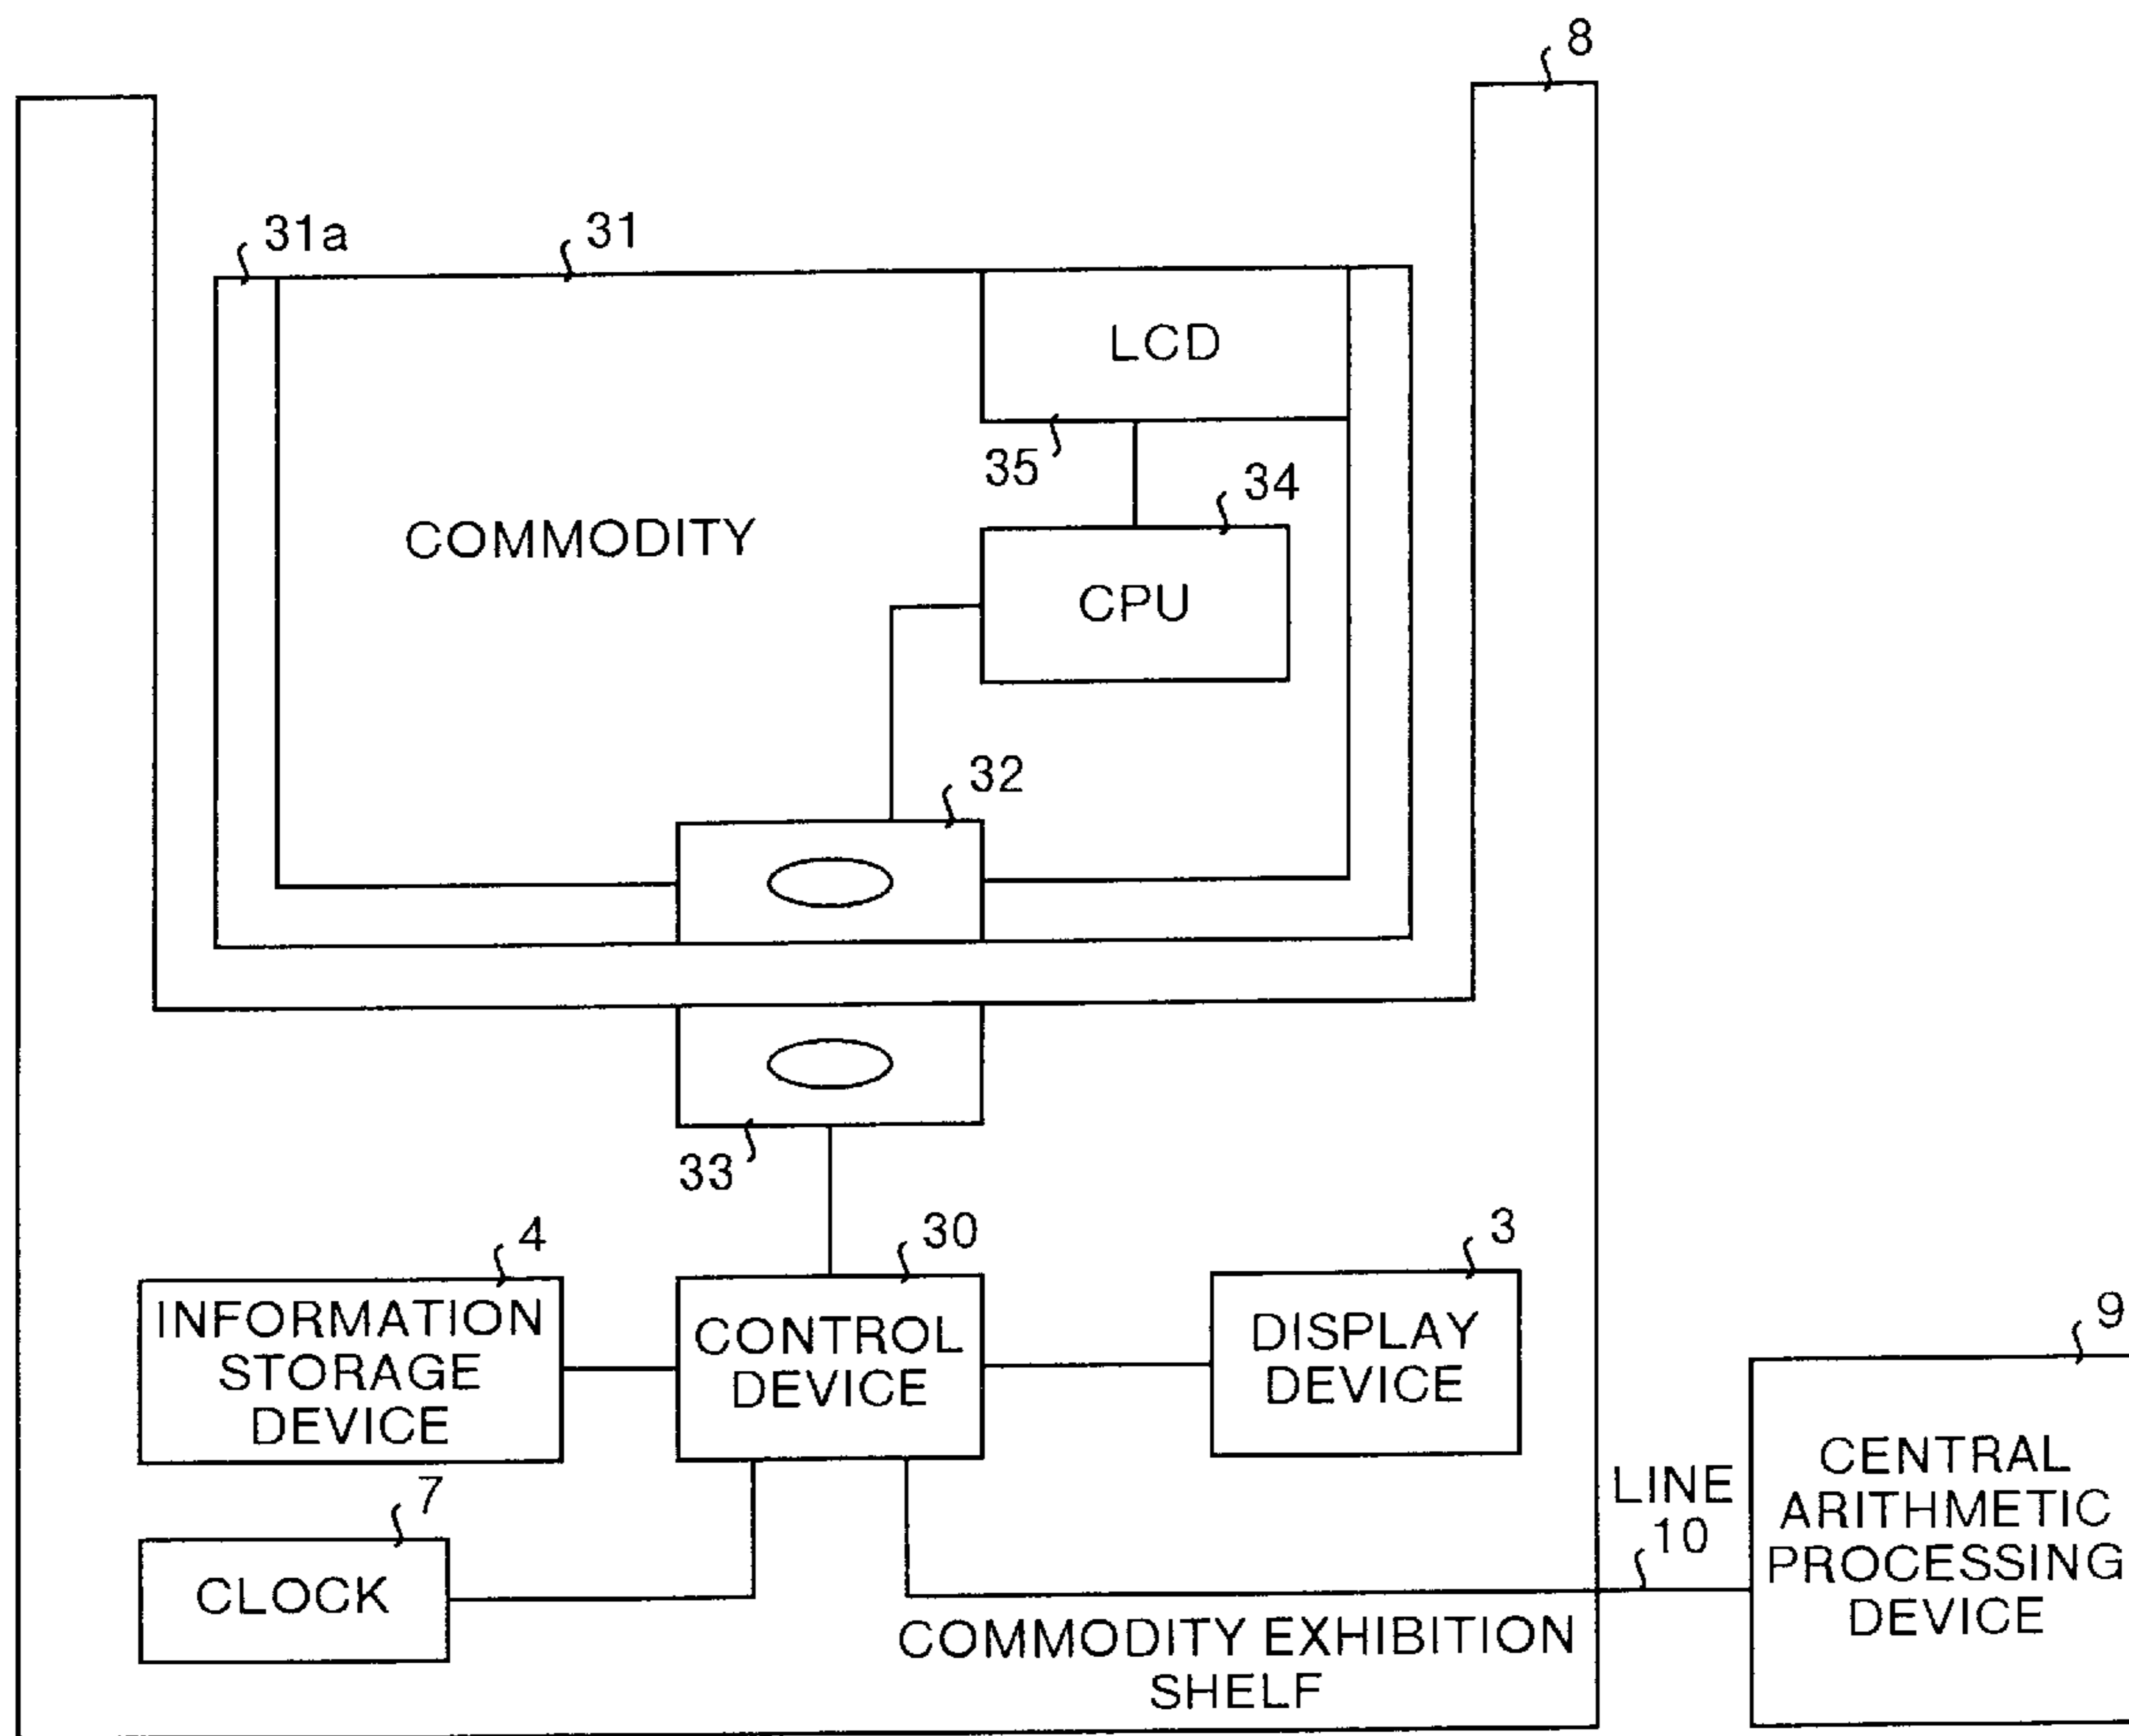 8
31a
31
LCD
35
34
COMMODITY
CPU
32
33
4
30
3
INFORMATION
STORAGE
DEVICE
CONTROL
DEVICE
DISPLAY
DEVICE
9
7
CLOCK
LINE
10
CENTRAL
ARITHMETIC
PROCESSING
DEVICE
COMMODITY EXHIBITION
SHELF